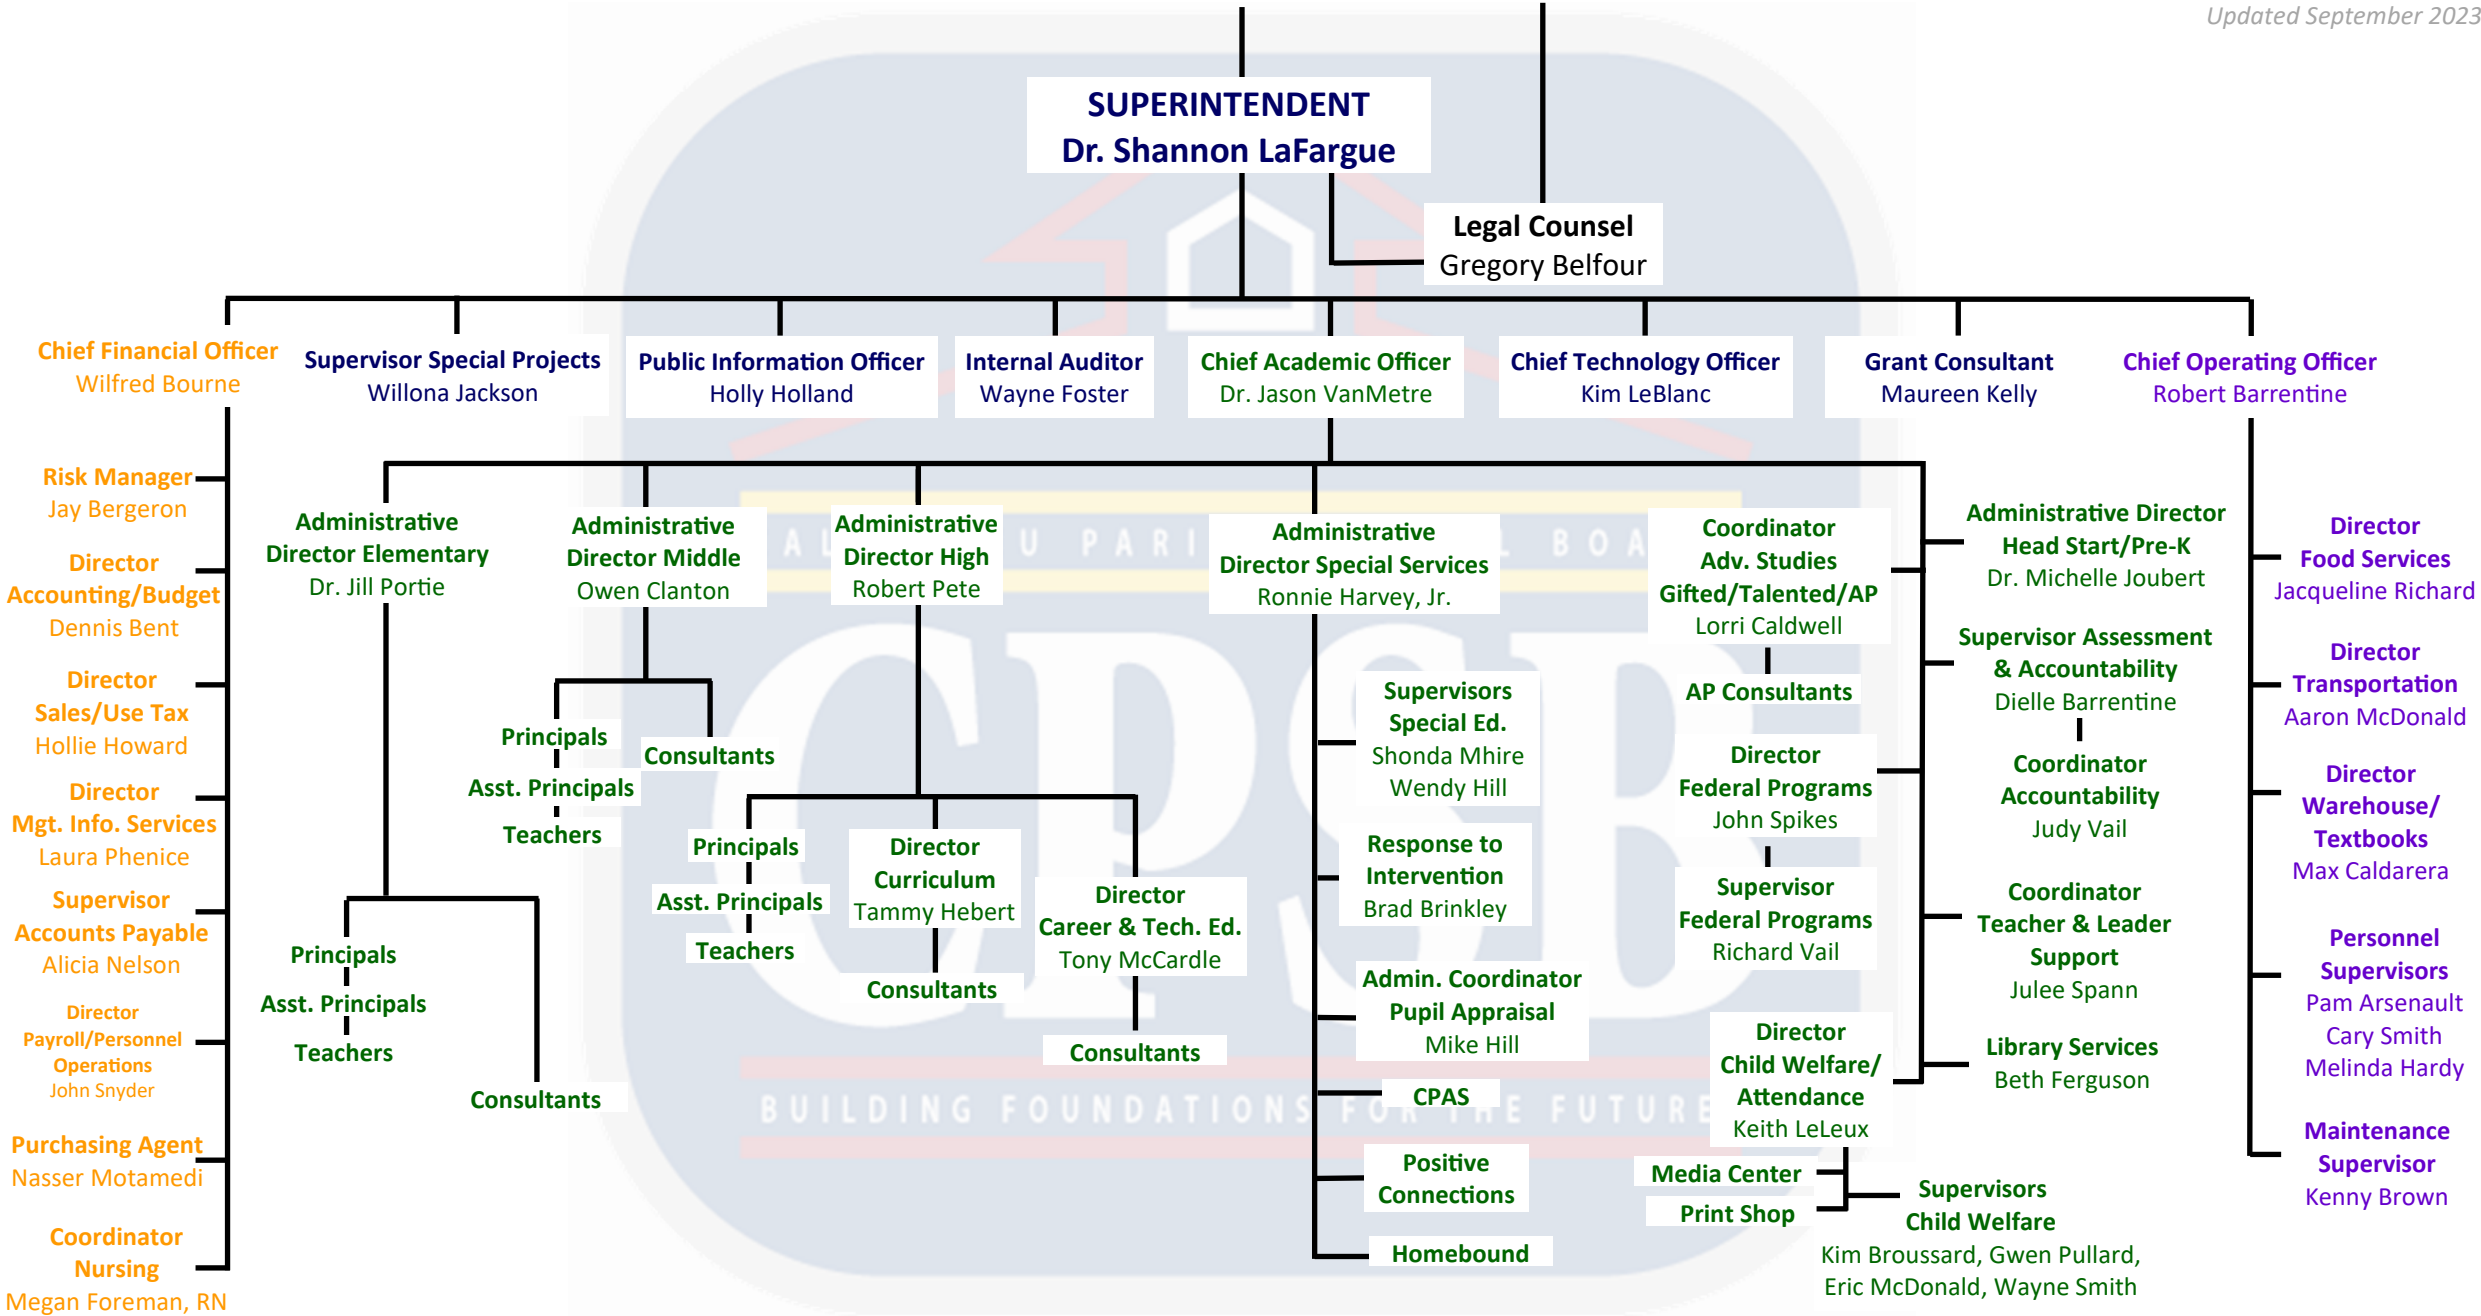 Updated September 2023
SUPERINTENDENT
Dr. Shannon LaFargue
Legal Counsel
Gregory Belfour
Chief Financial Officer
Wilfred Bourne
Supervisor Special Projects
Willona Jackson
Public Information Officer
Holly Holland
Internal Auditor
Wayne Foster
Chief Academic Officer
Dr. Jason VanMetre
Chief Technology Officer
Kim LeBlanc
Grant Consultant
Maureen Kelly
Chief Operating Officer
Robert Barrentine
Risk Manager
Jay Bergeron
Director
Accounting/Budget
Dennis Bent
Director
Sales/Use Tax
Hollie Howard
Director
Mgt. Info. Services
Laura Phenice
Supervisor
Accounts Payable
Alicia Nelson
Director
Payroll/Personnel
Operations
John Snyder
Purchasing Agent
Nasser Motamedi
Coordinator
Nursing
Megan Foreman, RN
Administrative
Director Elementary
Dr. Jill Portie
Principals
Asst. Principals
Teachers
Consultants
Administrative
Director Middle
Owen Clanton
Principals
Asst. Principals
Teachers
Consultants
Administrative
Director High
Robert Pete
Principals
Asst. Principals
Teachers
Director
Curriculum
Tammy Hebert
Consultants
Director
Career & Tech. Ed.
Tony McCardle
Consultants
Administrative
Director Special Services
Ronnie Harvey, Jr.
Supervisors
Special Ed.
Shonda Mhire
Wendy Hill
Response to
Intervention
Brad Brinkley
Admin. Coordinator
Pupil Appraisal
Mike Hill
CPAS
Positive
Connections
Homebound
Coordinator
Adv. Studies
Gifted/Talented/AP
Lorri Caldwell
AP Consultants
Director
Federal Programs
John Spikes
Supervisor
Federal Programs
Richard Vail
Director
Child Welfare/
Attendance
Keith LeLeux
Media Center
Print Shop
Supervisors
Child Welfare
Kim Broussard, Gwen Pullard,
Eric McDonald, Wayne Smith
Administrative Director
Head Start/Pre-K
Dr. Michelle Joubert
Supervisor Assessment
& Accountability
Dielle Barrentine
Coordinator
Accountability
Judy Vail
Coordinator
Teacher & Leader
Support
Julee Spann
Library Services
Beth Ferguson
Director
Food Services
Jacqueline Richard
Director
Transportation
Aaron McDonald
Director
Warehouse/
Textbooks
Max Caldarera
Personnel
Supervisors
Pam Arsenault
Cary Smith
Melinda Hardy
Maintenance
Supervisor
Kenny Brown
CPSB
BUILDING FOUNDATIONS FOR THE FUTURE